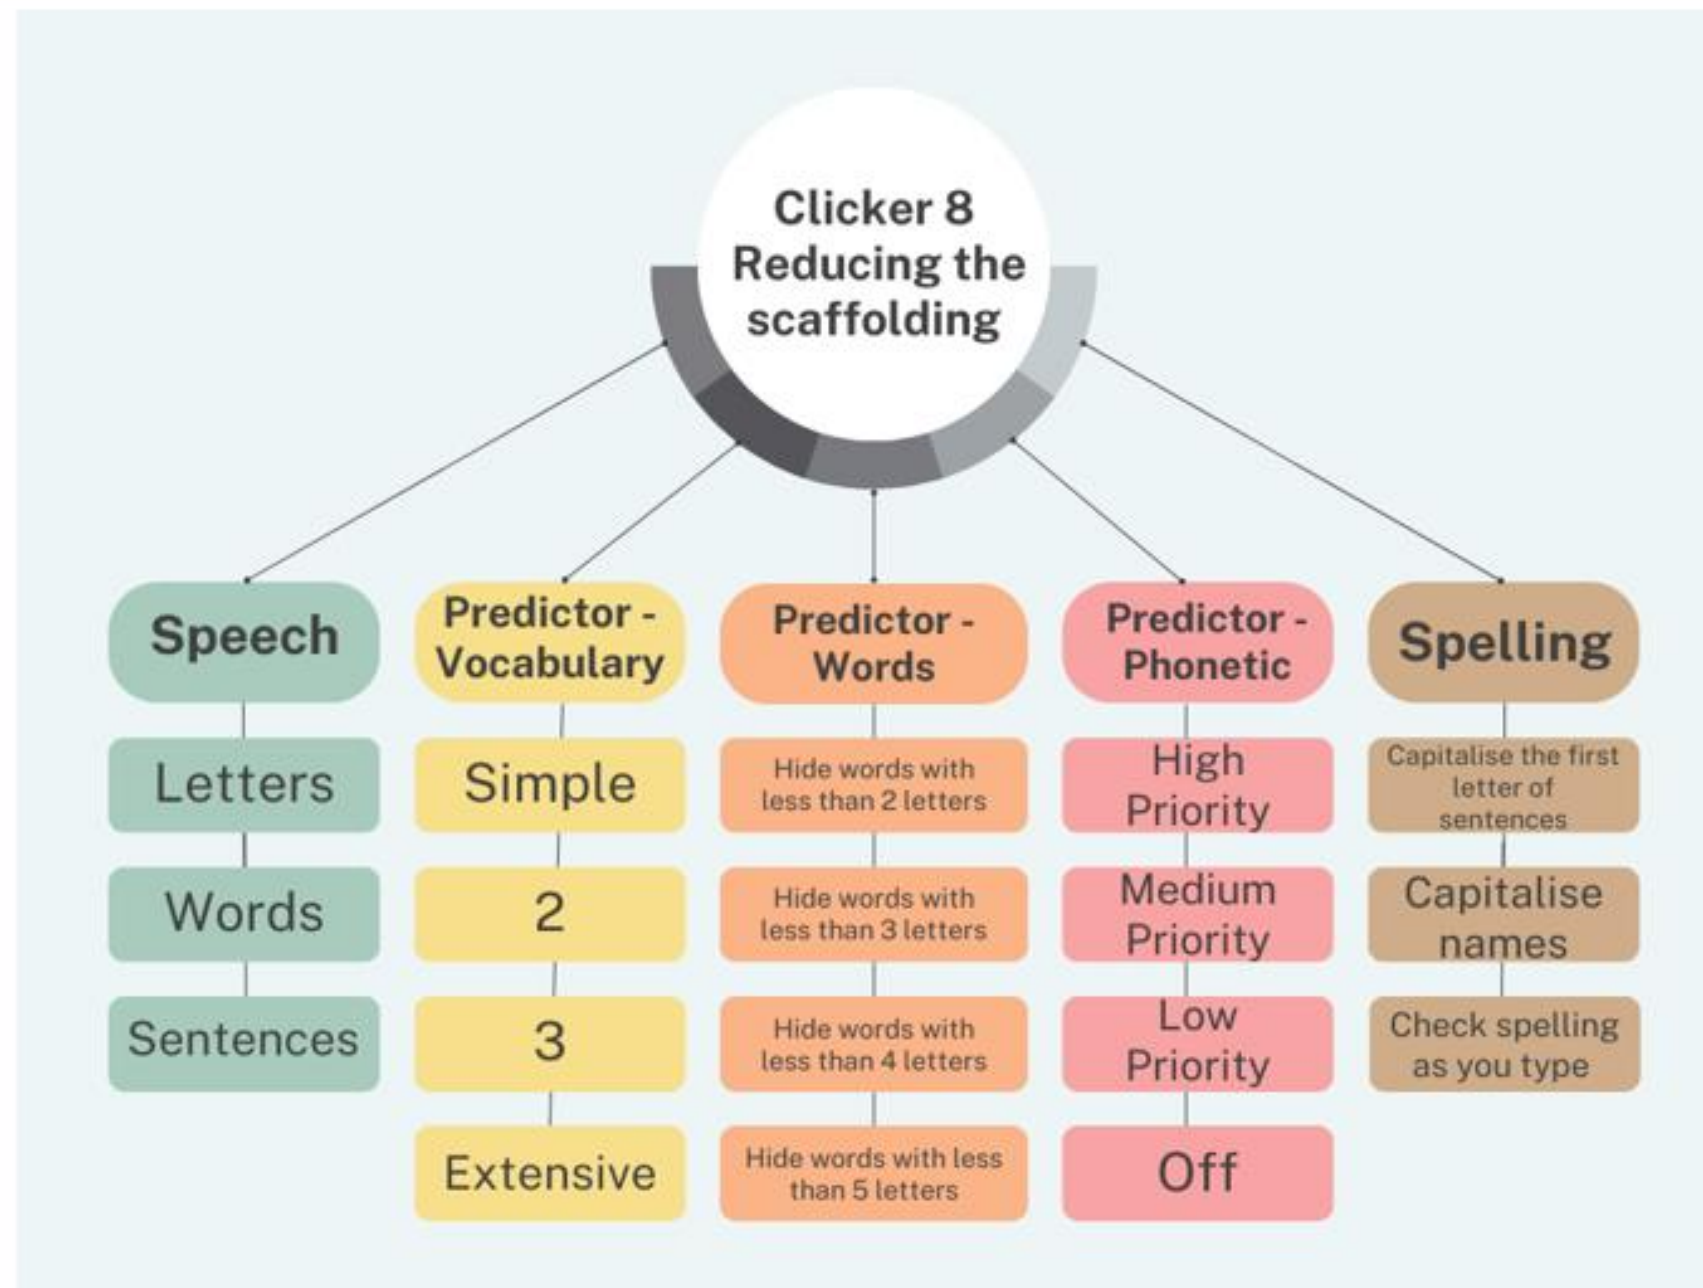 Clicker 8
Reducing the
scaffolding
Speech
Letters
Words
Sentences
Predictor -
Vocabulary
Simple
2
3
Extensive
Predictor -
Words
Hide words with
less than 2 letters
Hide words with
less than 3 letters
Hide words with
less than 4 letters
Hide words with less
than 5 letters
Predictor -
Phonetic
High
Priority
Medium
Priority
Low
Priority
Off
Spelling
Capitalise the first
letter of
sentences
Capitalise
names
Check spelling
as you type